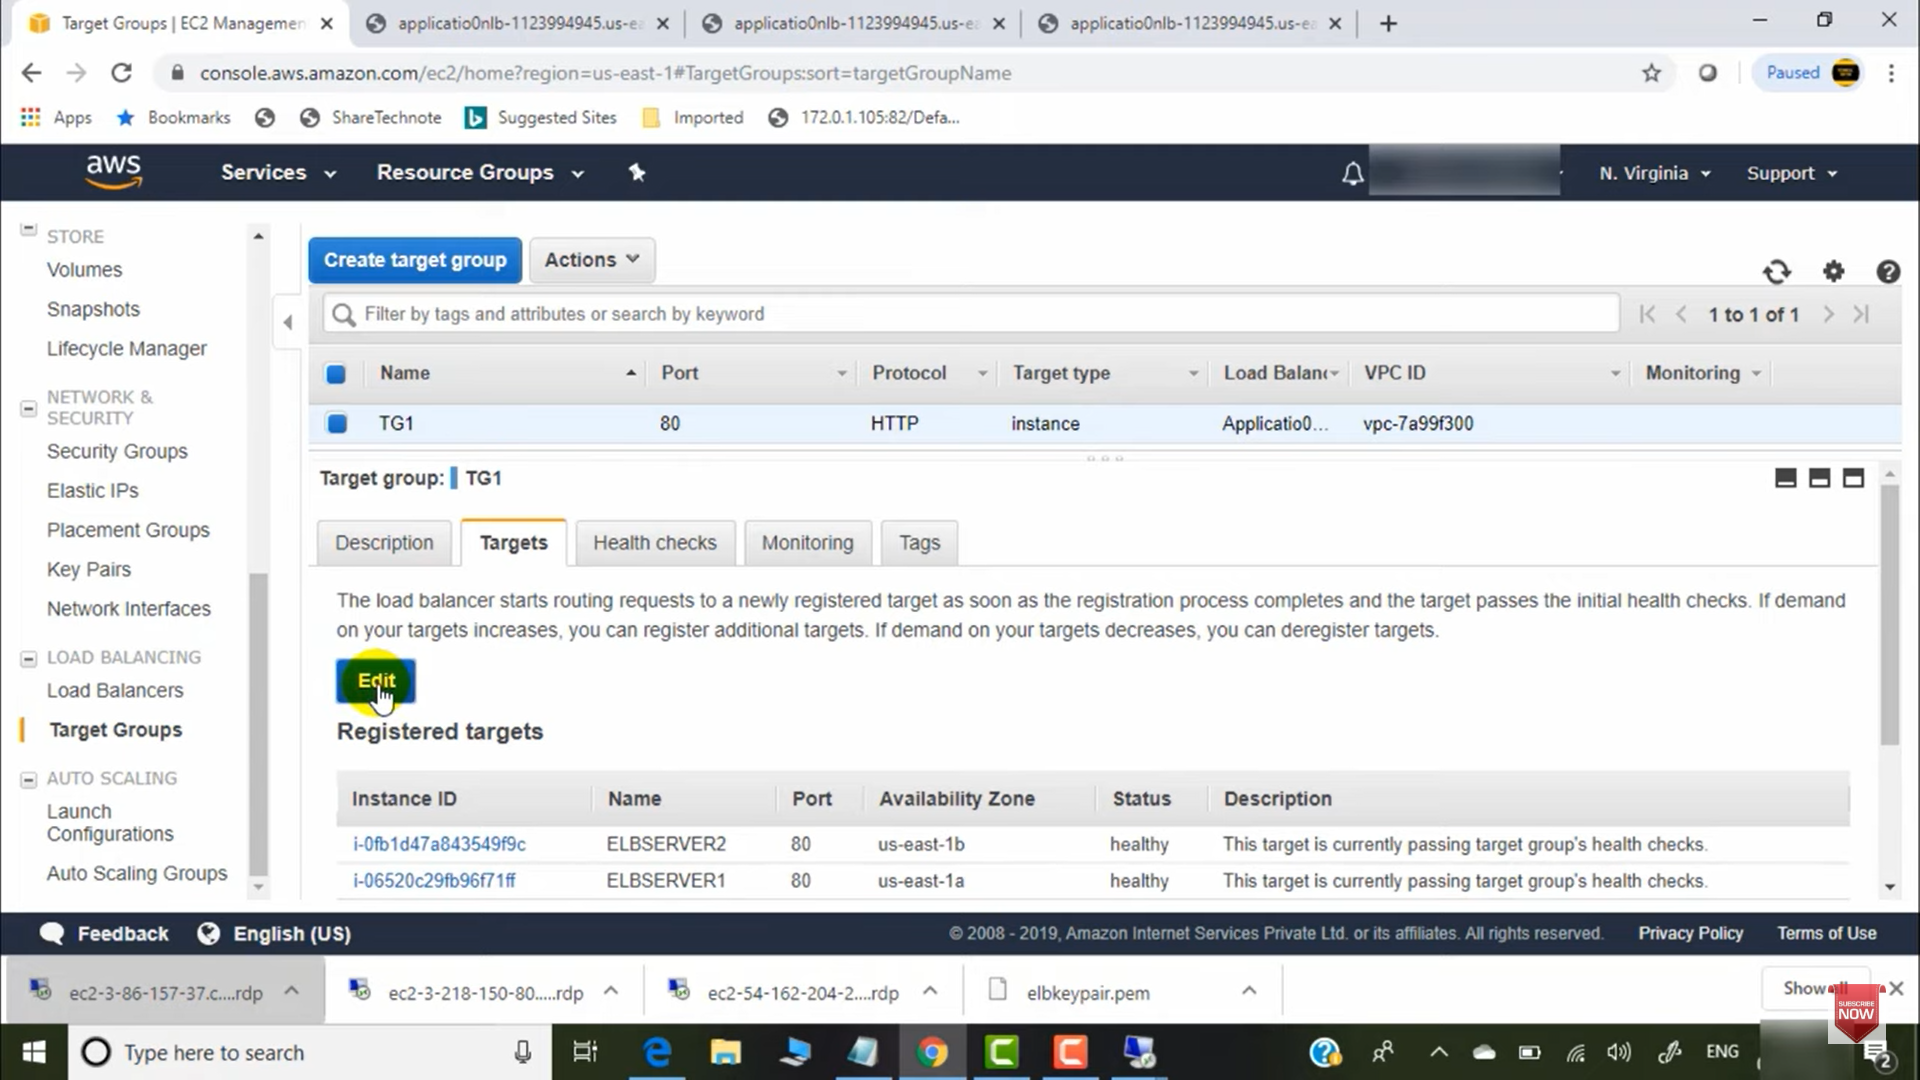 Target Groups | EC2 Managemen
applicatio0nlb-1123994945.us-ea
applicatio0nlb-1123994945.us-ea
applicatio0nlb-1123994945.us-ea
console.aws.amazon.com/ec2/home?region=us-east-1#TargetGroups:sort=targetGroupName
Paused
Apps
Bookmarks
ShareTechnote
Suggested Sites
Imported
172.0.1.105:82/Defa...
aws
Services
Resource Groups
N. Virginia
Support
STORE
Volumes
Snapshots
Lifecycle Manager
NETWORK &
SECURITY
Security Groups
Elastic IPs
Placement Groups
Key Pairs
Network Interfaces
LOAD BALANCING
Load Balancers
Target Groups
AUTO SCALING
Launch
Configurations
Auto Scaling Groups
Create target group
Actions
Filter by tags and attributes or search by keyword
1 to 1 of 1
Name Port Protocol Target type Load Balanc VPC ID Monitoring
TG1 80 HTTP instance Applicatio0... vpc-7a99f300
Target group: TG1
Description Targets Health checks Monitoring Tags
The load balancer starts routing requests to a newly registered target as soon as the registration process completes and the target passes the initial health checks. If demand
on your targets increases, you can register additional targets. If demand on your targets decreases, you can deregister targets.
Edit
Registered targets
Instance ID Name Port Availability Zone Status Description
i-0fb1d47a843549f9c ELBSERVER2 80 us-east-1b healthy This target is currently passing target group's health checks.
i-06520c29fb96f71ff ELBSERVER1 80 us-east-1a healthy This target is currently passing target group's health checks.
Feedback
English (US)
© 2008 - 2019, Amazon Internet Services Private Ltd. or its affiliates. All rights reserved.
Privacy Policy
Terms of Use
ec2-3-86-157-37.c....rdp
ec2-3-218-150-80.....rdp
ec2-54-162-204-2....rdp
elbkeypair.pem
Show all
SUBSCRIBE
NOW
Type here to search
ENG
2